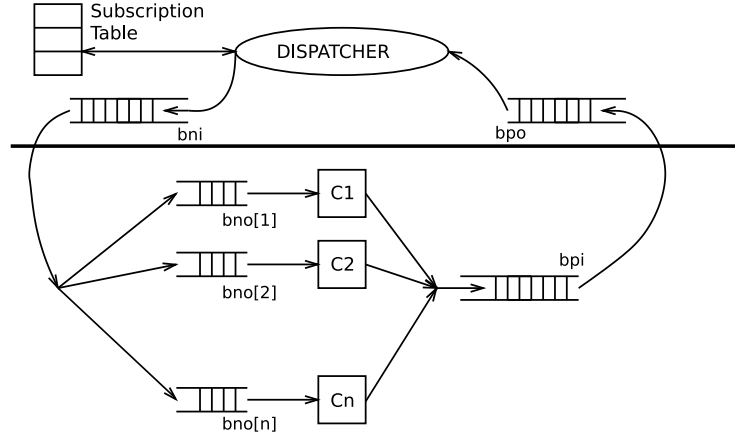 Subscription
Table
DISPATCHER
bni
bpo
C1
bno[1]
C2
bpi
bno[2]
Cn
bno[n]